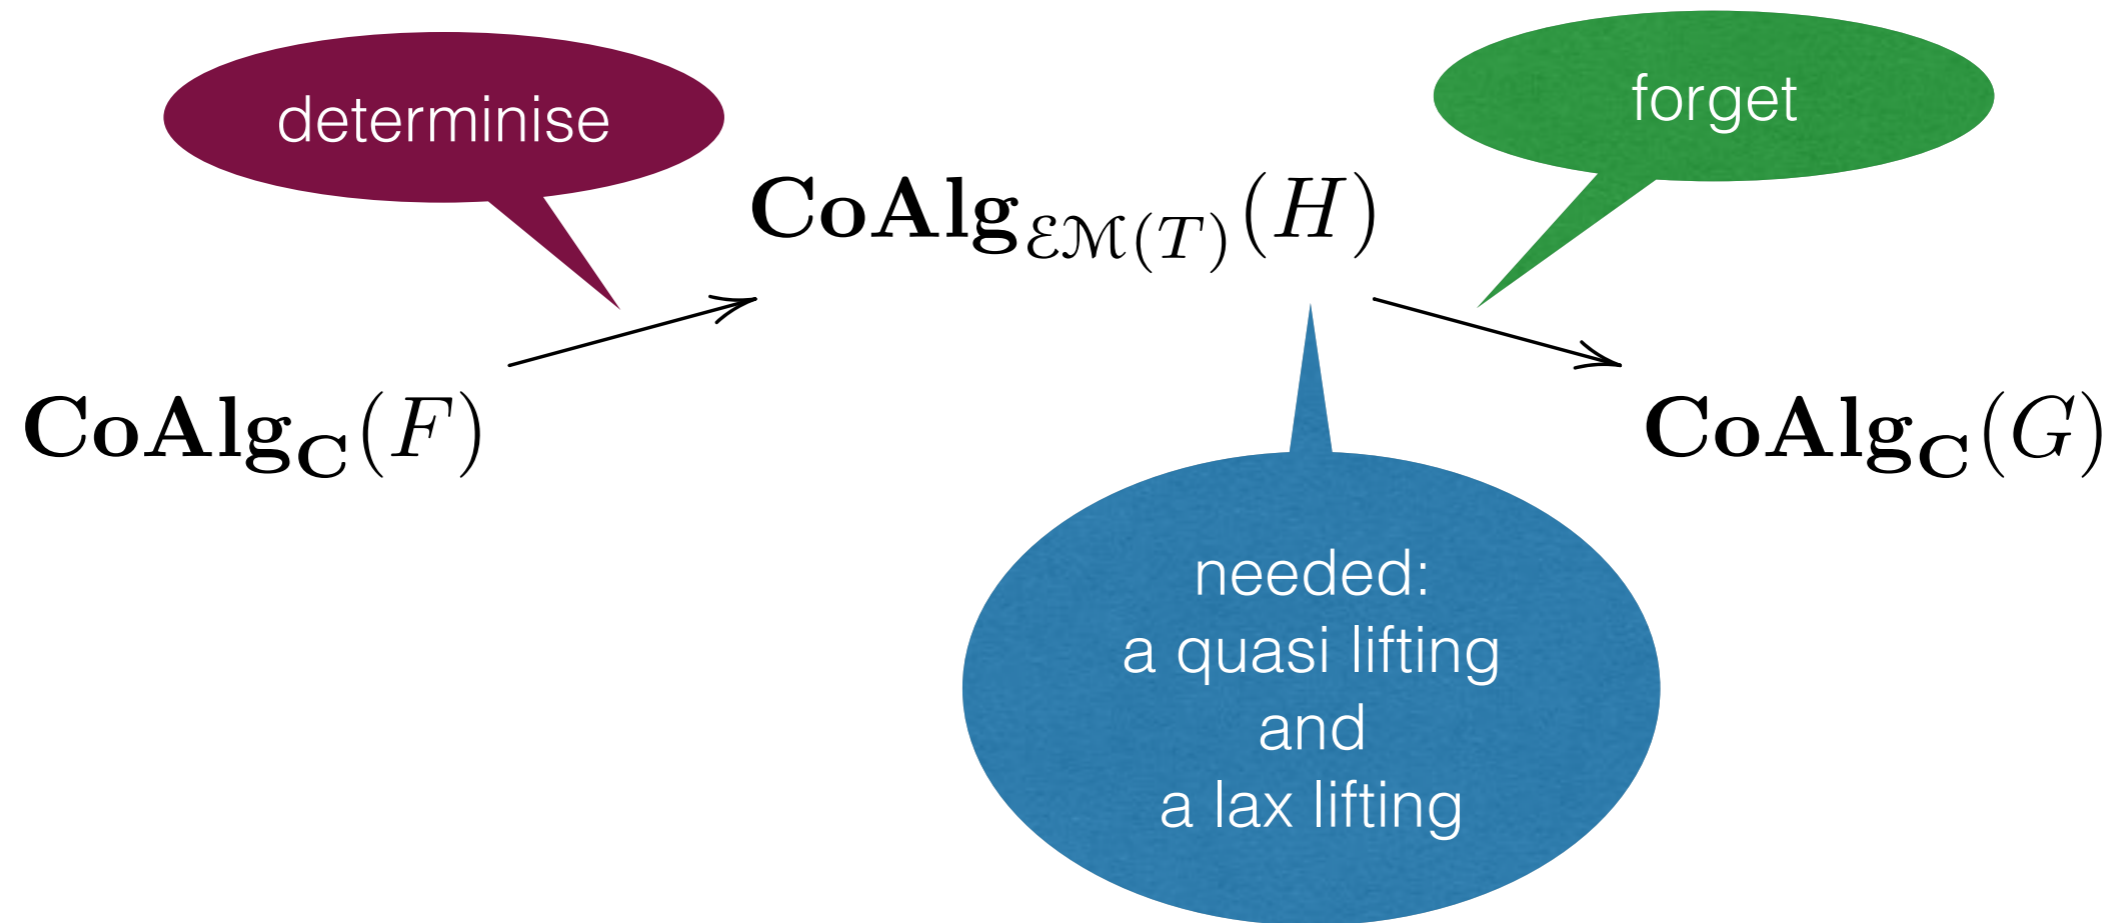 determinise
forget
CoAlg_{ℰℳ(T)}(H)
CoAlg_C(F)
CoAlg_C(G)
needed:
a quasi lifting
and
a lax lifting